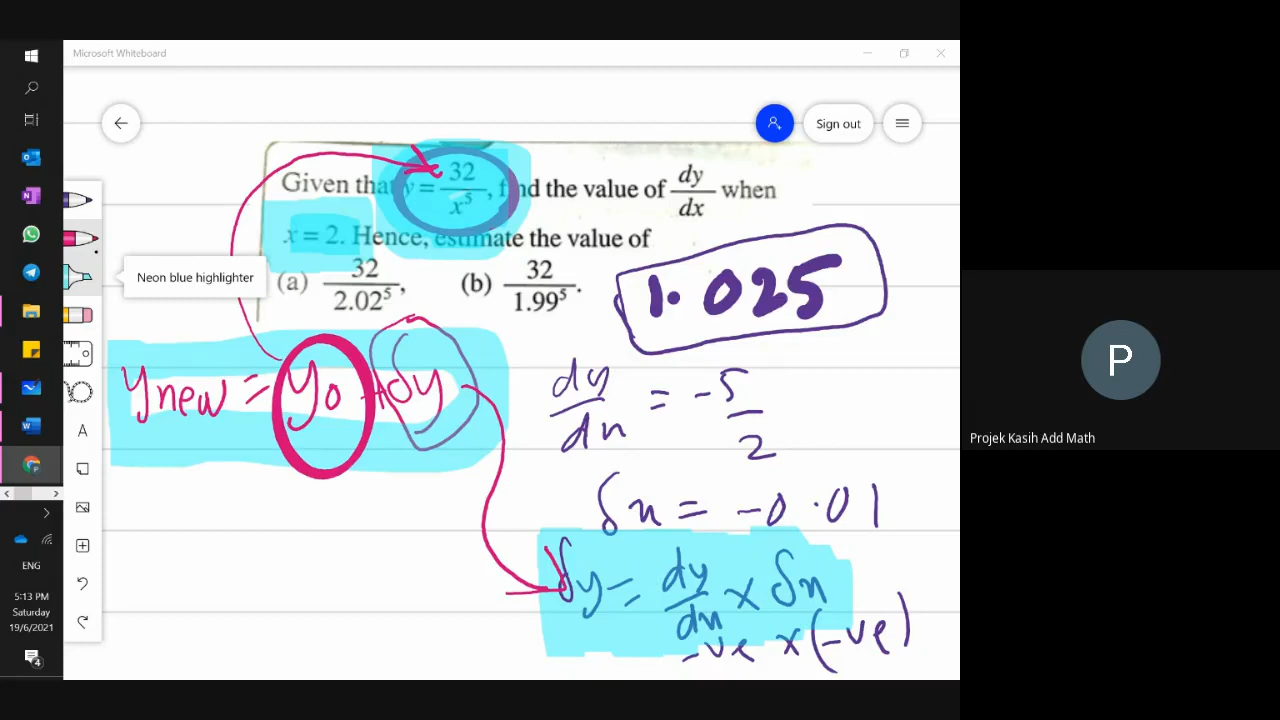 Microsoft Whiteboard
Sign out
Given that y = 32/x⁵, find the value of dy/dx when
x = 2. Hence, estimate the value of
(a) 32/2.02⁵, (b) 32/1.99⁵.
1.025
Neon blue highlighter
ynew = y0 + δy
dy/dx = -5/2
δx = -0.01
δy = dy/dx × δx
-ve × (-ve)
P
Projek Kasih Add Math
A
ENG
5:13 PM
Saturday
19/6/2021
4